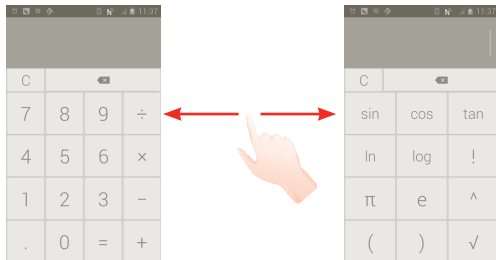 11:37
C
7 8 9 ÷
4 5 6 ×
1 2 3 −
. 0 = +
11:37
C
sin cos tan
ln log !
π e ^
( ) √